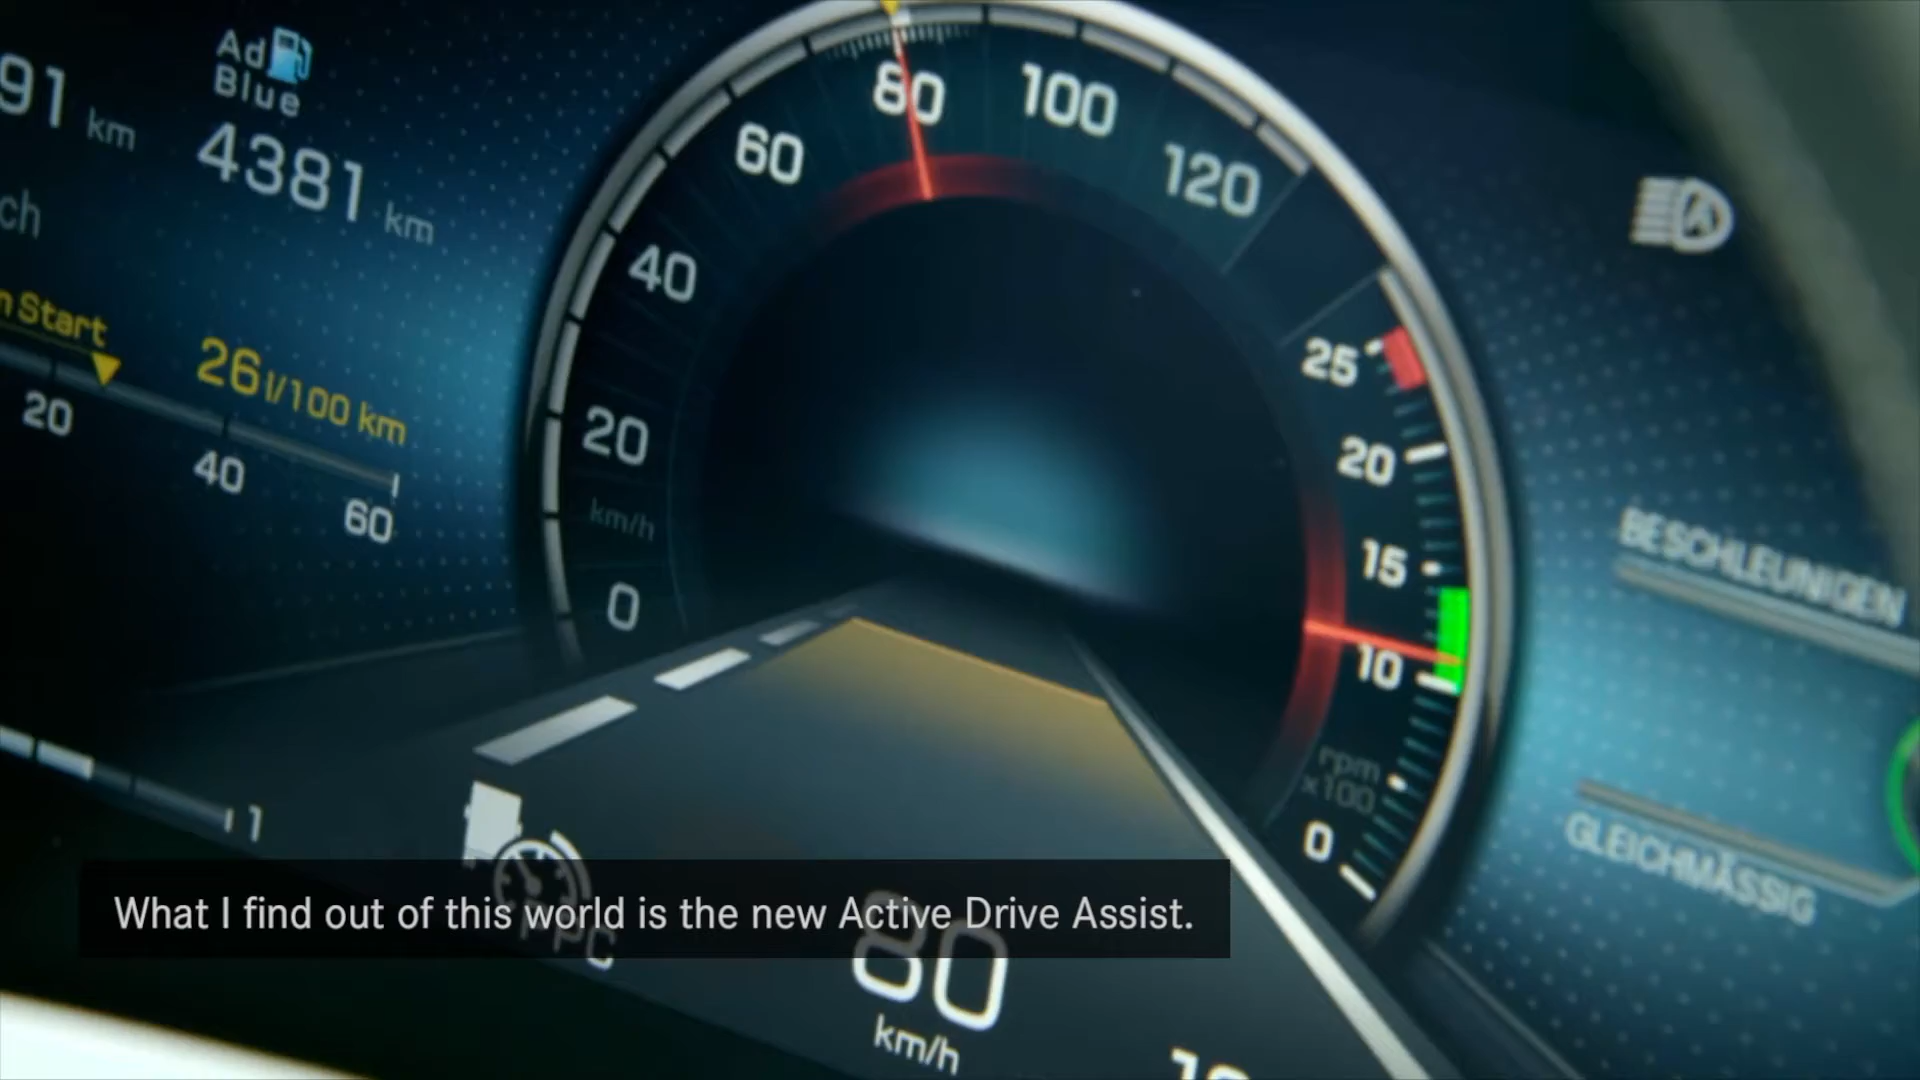 91 km
Ad
Blue
4381 km
ch
n Start
26 l/100 km
20
40
60
1
0
20
40
60
80
100
120
km/h
25
20
15
10
0
rpm
x100
BESCHLEUNIGEN
GLEICHMÄSSIG
What I find out of this world is the new Active Drive Assist.
80
km/h